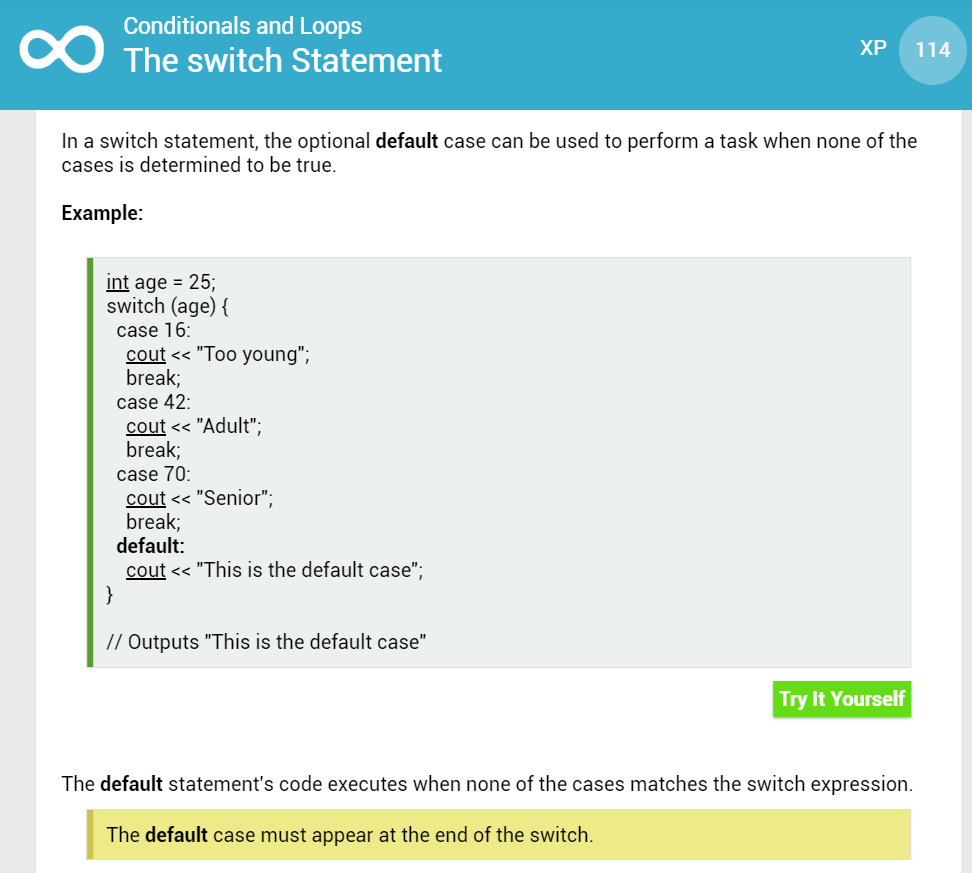 Conditionals and Loops
The switch Statement
XP 114
In a switch statement, the optional default case can be used to perform a task when none of the
cases is determined to be true.
Example:
int age = 25;
switch (age) {
case 16:
cout << "Too young";
break;
case 42:
cout << "Adult";
break;
case 70:
cout << "Senior";
break;
default:
cout << "This is the default case";
}
// Outputs "This is the default case"
Try It Yourself
The default statement's code executes when none of the cases matches the switch expression.
The default case must appear at the end of the switch.